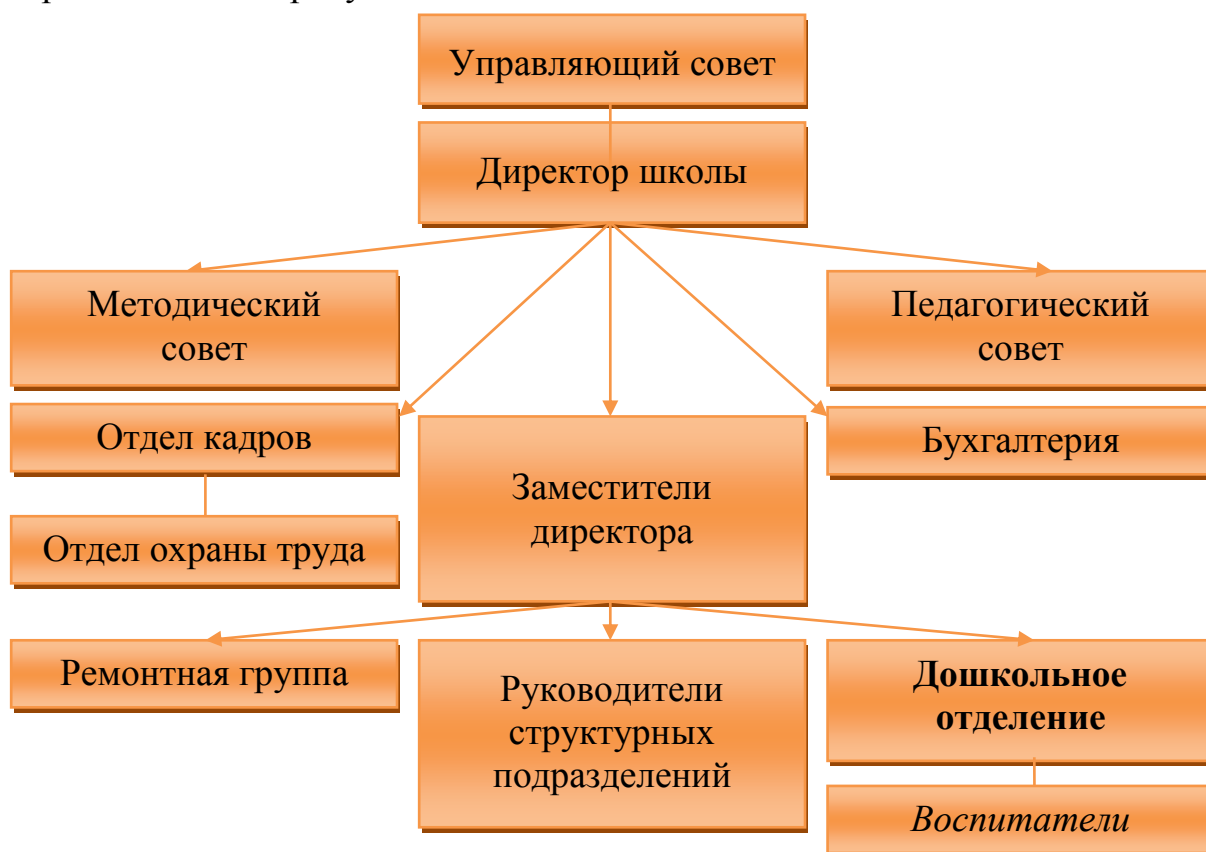 Управляющий совет
Директор школы
Методический
совет
Педагогический
совет
Отдел кадров
Бухгалтерия
Заместители
директора
Отдел охраны труда
Ремонтная группа
Руководители
структурных
подразделений
Дошкольное
отделение
Воспитатели